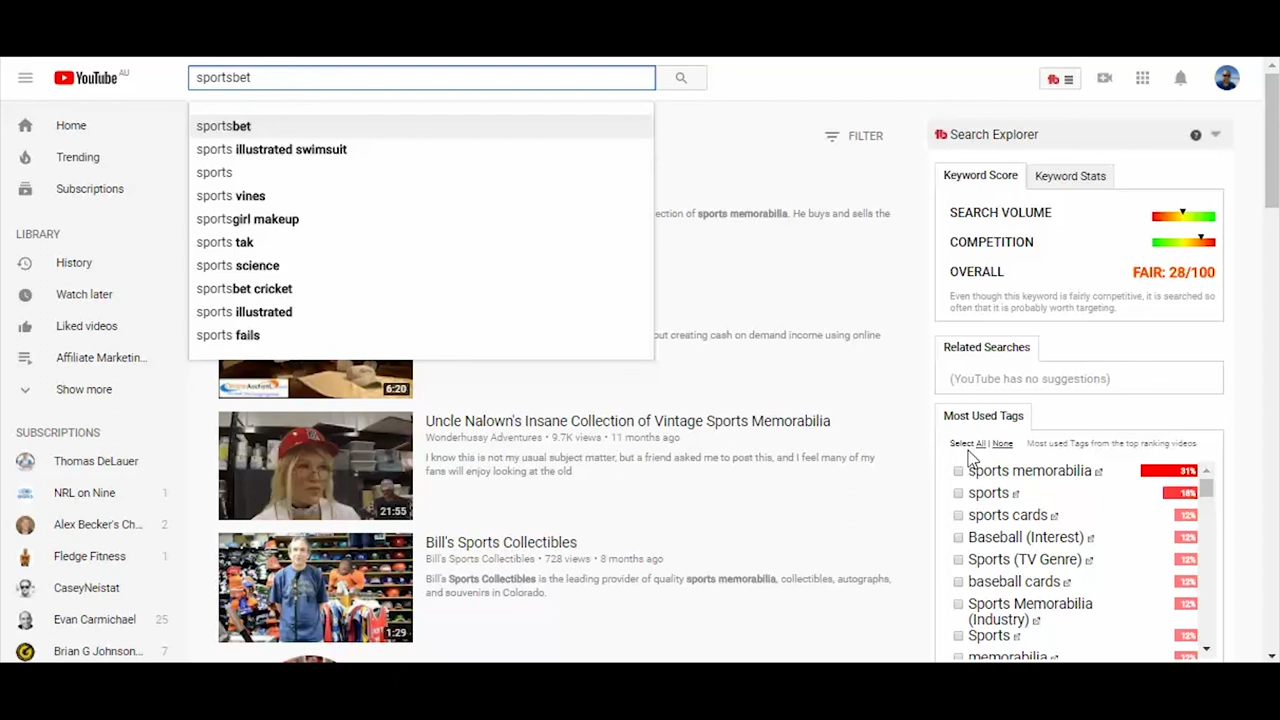 YouTube AU
sportsbet
Home
Trending
Subscriptions
LIBRARY
History
Watch later
Liked videos
Affiliate Marketin...
Show more
SUBSCRIPTIONS
Thomas DeLauer
NRL on Nine 1
Alex Becker's Ch... 2
Fledge Fitness 1
CaseyNeistat
Evan Carmichael 25
Brian G Johnson... 7
sportsbet
sports illustrated swimsuit
sports
sports vines
sportsgirl makeup
sports tak
sports science
sportsbet cricket
sports illustrated
sports fails
FILTER
ection of sports memorabilia. He buys and sells the
out creating cash on demand income using online
6:20
Uncle Nalown's Insane Collection of Vintage Sports Memorabilia
Wonderhussy Adventures • 9.7K views • 11 months ago
I know this is not my usual subject matter, but a friend asked me to post this, and I feel many of my
fans will enjoy looking at the old
21:55
Bill's Sports Collectibles
Bill's Sports Collectibles • 728 views • 8 months ago
Bill's Sports Collectibles is the leading provider of quality sports memorabilia, collectibles, autographs,
and souvenirs in Colorado.
1:29
tb Search Explorer
Keyword Score Keyword Stats
SEARCH VOLUME
COMPETITION
OVERALL FAIR: 28/100
Even though this keyword is fairly competitive, it is searched so
often that it is probably worth targeting.
Related Searches
(YouTube has no suggestions)
Most Used Tags
Select All | None Most used Tags from the top ranking videos
sports memorabilia 31%
sports 18%
sports cards 12%
Baseball (Interest) 12%
Sports (TV Genre) 12%
baseball cards 12%
Sports Memorabilia
(Industry) 12%
Sports 12%
memorabilia 12%